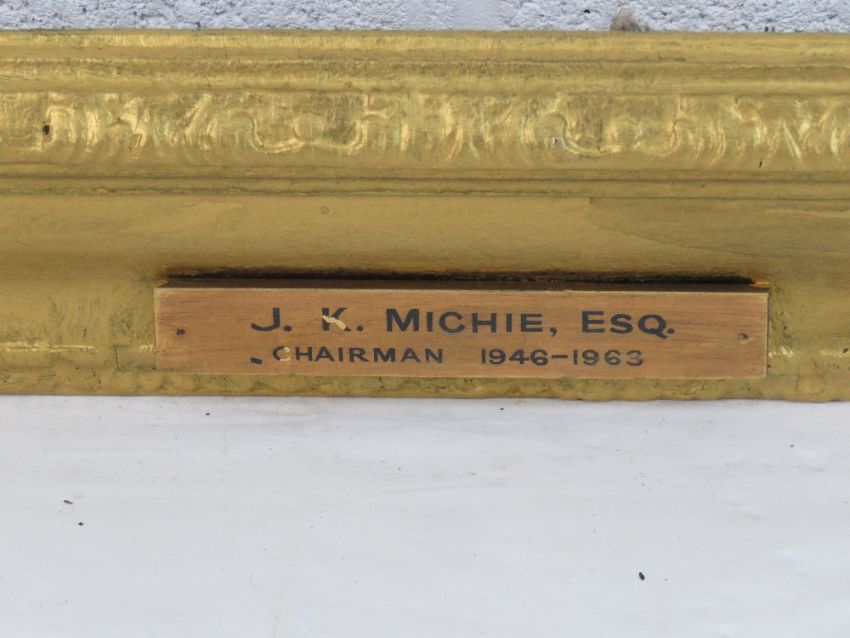 J. K. MICHIE, ESQ.
CHAIRMAN 1946-1963